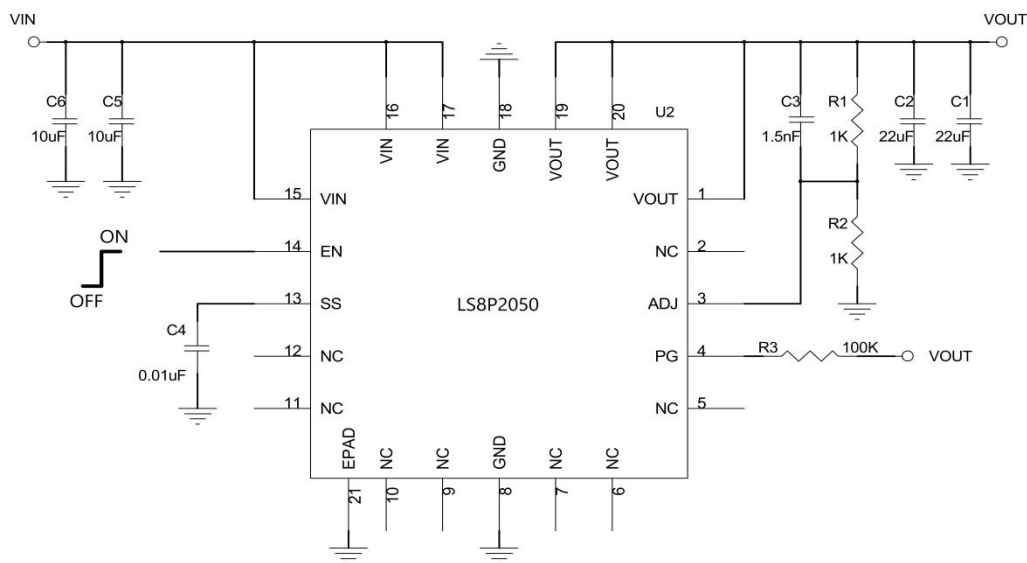 VIN
VOUT
C6
10uF
C5
10uF
16
17
18
19
20
U2
C3
1.5nF
R1
1K
C2
22uF
C1
22uF
VIN
VIN
GND
VOUT
VOUT
15
VIN
VOUT
1
ON
OFF
14
EN
NC
2
R2
1K
13
SS
LS8P2050
ADJ
3
C4
0.01uF
12
NC
PG
4
R3
100K
VOUT
11
NC
NC
5
EPAD
NC
NC
GND
NC
NC
21
10
9
8
7
6